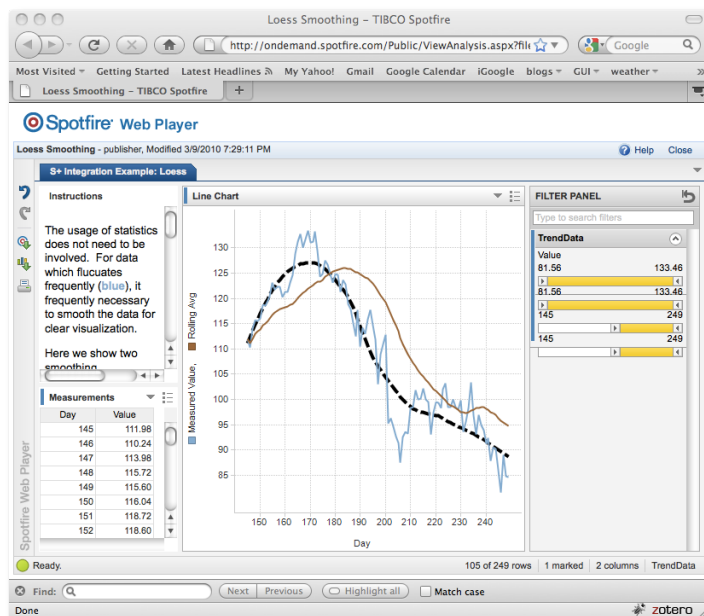 Loess Smoothing – TIBCO Spotfire
http://ondemand.spotfire.com/Public/ViewAnalysis.aspx?file
Google
Most Visited
Getting Started
Latest Headlines
My Yahoo!
Gmail
Google Calendar
iGoogle
blogs
GUI
weather
»
Loess Smoothing – TIBCO Spotfire
+
Spotfire Web Player
Loess Smoothing - publisher, Modified 3/9/2010 7:29:11 PM
Help
Close
S+ Integration Example: Loess
Instructions
The usage of statistics
does not need to be
involved. For data
which flucuates
frequently (blue), it
frequently necessary
to smooth the data for
clear visualization.
Here we show two
smoothing
Measurements
Day Value
145 111.98
146 110.24
147 113.98
148 115.72
149 115.60
150 116.04
151 118.72
152 118.60
Spotfire Web Player
Line Chart
Measured Value, Rolling Avg
130
125
120
115
110
105
100
95
90
85
150 160 170 180 190 200 210 220 230 240
Day
FILTER PANEL
Type to search filters
TrendData
Value
81.56 133.46
81.56 133.46
145 249
145 249
Ready.
105 of 249 rows
1 marked
2 columns
TrendData
Find:
Next
Previous
Highlight all
Match case
Done
zotero